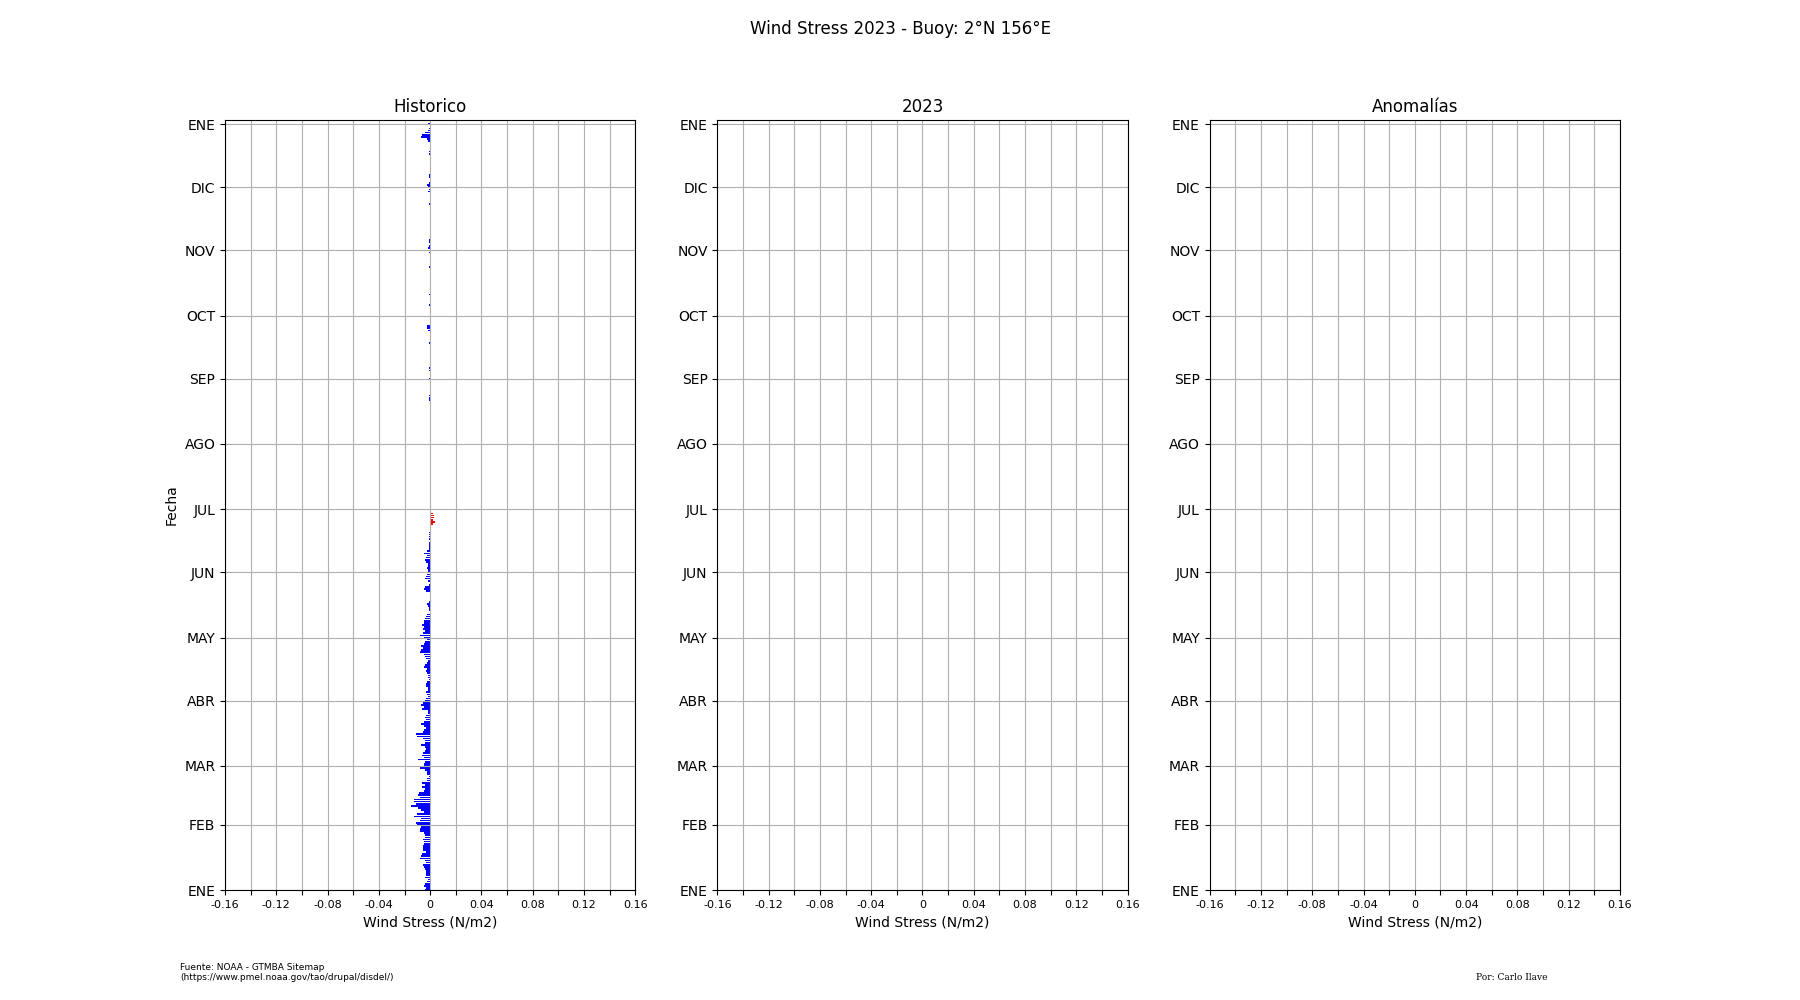 Wind Stress 2023 - Buoy: 2°N 156°E
Historico
ENE
DIC
NOV
OCT
SEP
AGO
JUL
JUN
MAY
ABR
MAR
FEB
ENE
Fecha
-0.16 -0.12 -0.08 -0.04 0 0.04 0.08 0.12 0.16
Wind Stress (N/m2)
2023
ENE
DIC
NOV
OCT
SEP
AGO
JUL
JUN
MAY
ABR
MAR
FEB
ENE
-0.16 -0.12 -0.08 -0.04 0 0.04 0.08 0.12 0.16
Wind Stress (N/m2)
Anomalías
ENE
DIC
NOV
OCT
SEP
AGO
JUL
JUN
MAY
ABR
MAR
FEB
ENE
-0.16 -0.12 -0.08 -0.04 0 0.04 0.08 0.12 0.16
Wind Stress (N/m2)
Fuente: NOAA - GTMBA Sitemap
(https://www.pmel.noaa.gov/tao/drupal/disdel/)
Por: Carlo Ilave